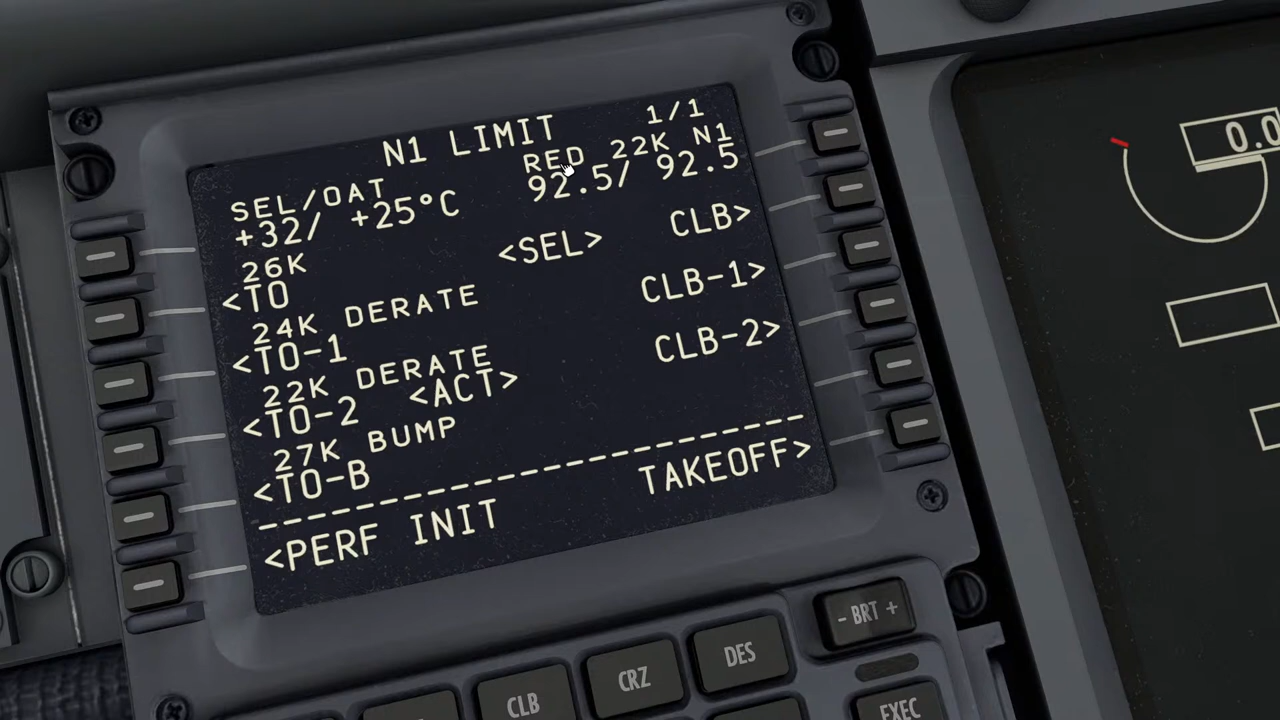 N1 LIMIT 1/1
SEL/OAT RED 22K N1
+32/ +25°C 92.5/ 92.5
26K
<TO <SEL> CLB>
24K DERATE
<TO-1 CLB-1>
22K DERATE
<TO-2 <ACT> CLB-2>
27K BUMP
<TO-B
--------------------------------
<PERF INIT TAKEOFF>
- BRT +
CLB CRZ DES
EXEC
0.0